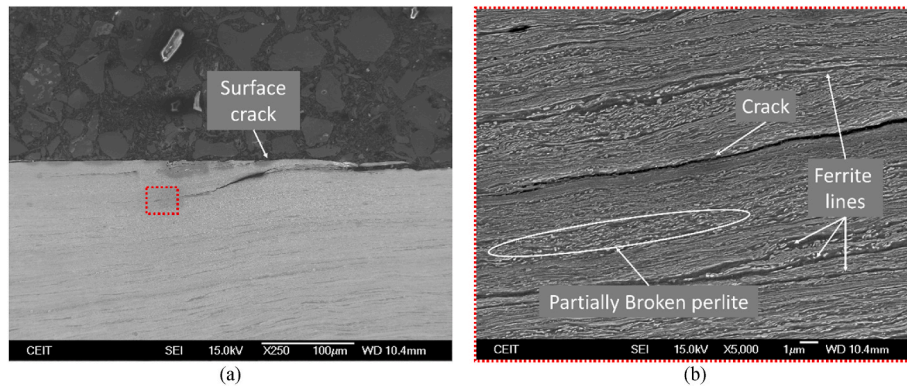 Surface
crack
CEIT SEI 15.0kV X250 100μm WD 10.4mm
(a)
Crack
Ferrite
lines
Partially Broken perlite
CEIT SEI 15.0kV X5,000 1μm WD 10.4mm
(b)